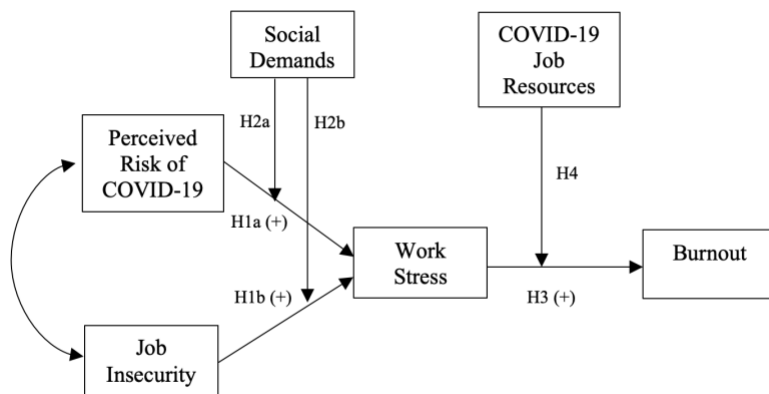 Social
Demands
COVID-19
Job
Resources
H2a
H2b
Perceived
Risk of
COVID-19
H4
H1a (+)
Work
Stress
Burnout
H1b (+)
H3 (+)
Job
Insecurity